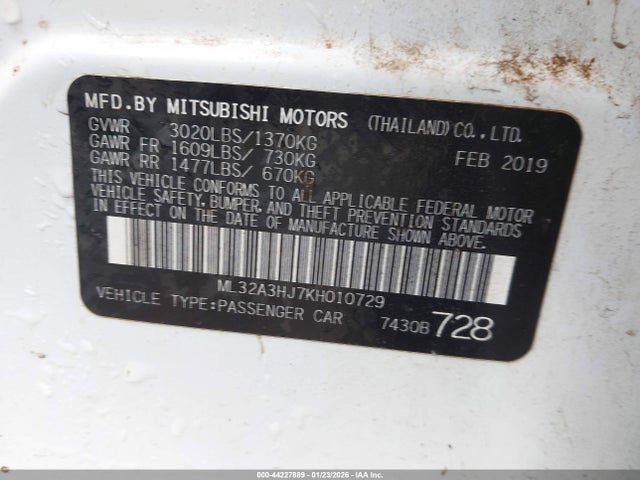 MFD.BY MITSUBISHI MOTORS (THAILAND)CO.,LTD.
GVWR 3020LBS/1370KG FEB 2019
GAWR FR 1609LBS/ 730KG
GAWR RR 1477LBS/ 670KG
THIS VEHICLE CONFORMS TO ALL APPLICABLE FEDERAL MOTOR
VEHICLE SAFETY, BUMPER, AND THEFT PREVENTION STANDARDS
IN EFFECT ON THE DATE OF MANUFACTURE SHOWN ABOVE.
ML32A3HJ7KH010729
VEHICLE TYPE:PASSENGER CAR 7430B 728
000-44227889 - 01/23/2026 - IAAI.COM